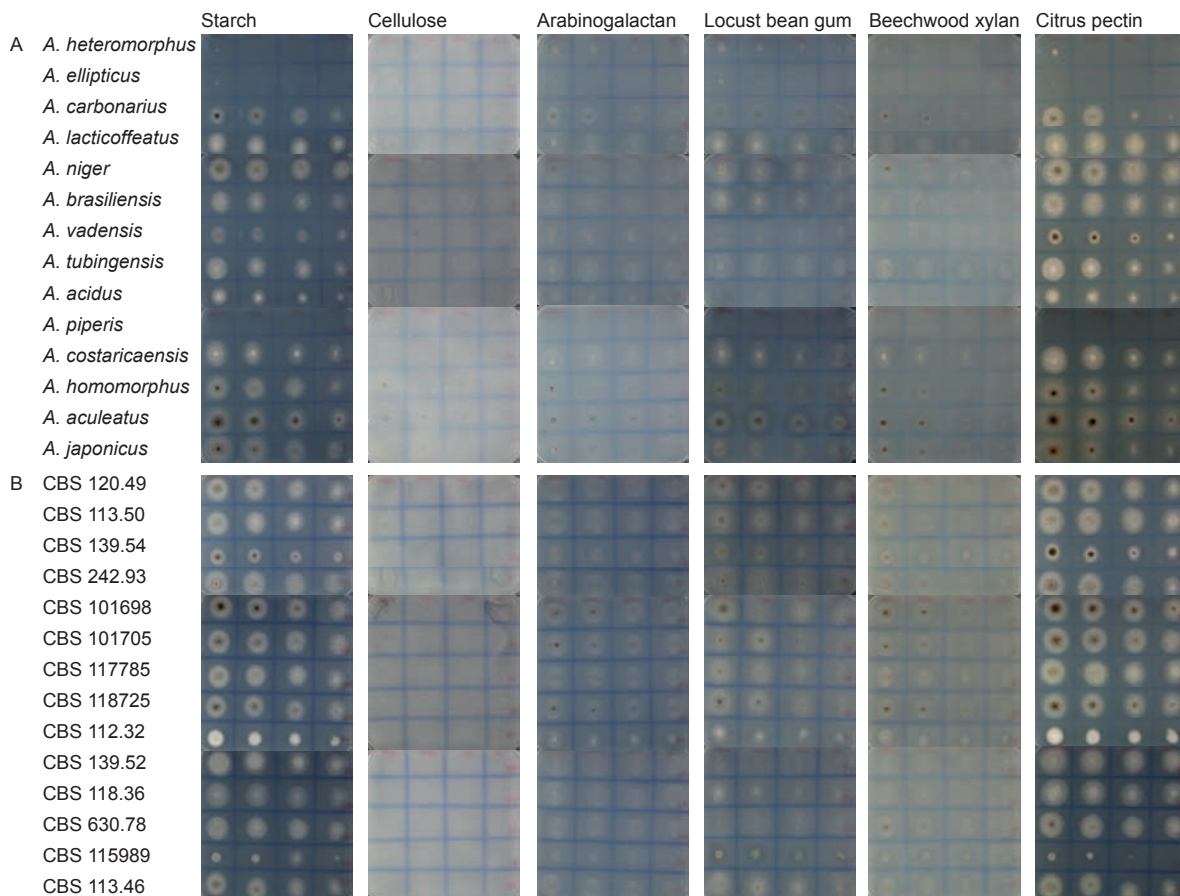 Starch Cellulose Arabinogalactan Locust bean gum Beechwood xylan Citrus pectin
A A. heteromorphus
A. ellipticus
A. carbonarius
A. lacticoffeatus
A. niger
A. brasiliensis
A. vadensis
A. tubingensis
A. acidus
A. piperis
A. costaricaensis
A. homomorphus
A. aculeatus
A. japonicus
B CBS 120.49
CBS 113.50
CBS 139.54
CBS 242.93
CBS 101698
CBS 101705
CBS 117785
CBS 118725
CBS 112.32
CBS 139.52
CBS 118.36
CBS 630.78
CBS 115989
CBS 113.46